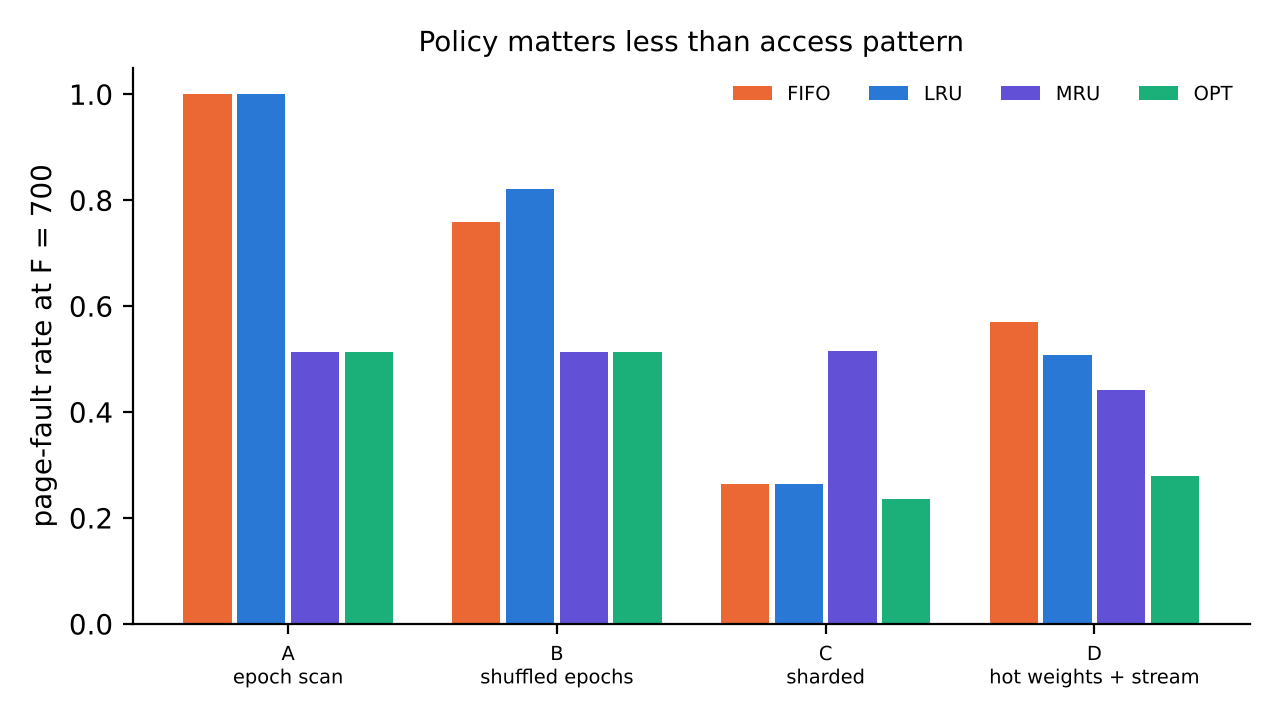 Policy matters less than access pattern
FIFO LRU MRU OPT
page-fault rate at F = 700
1.0
0.8
0.6
0.4
0.2
0.0
A
epoch scan
B
shuffled epochs
C
sharded
D
hot weights + stream